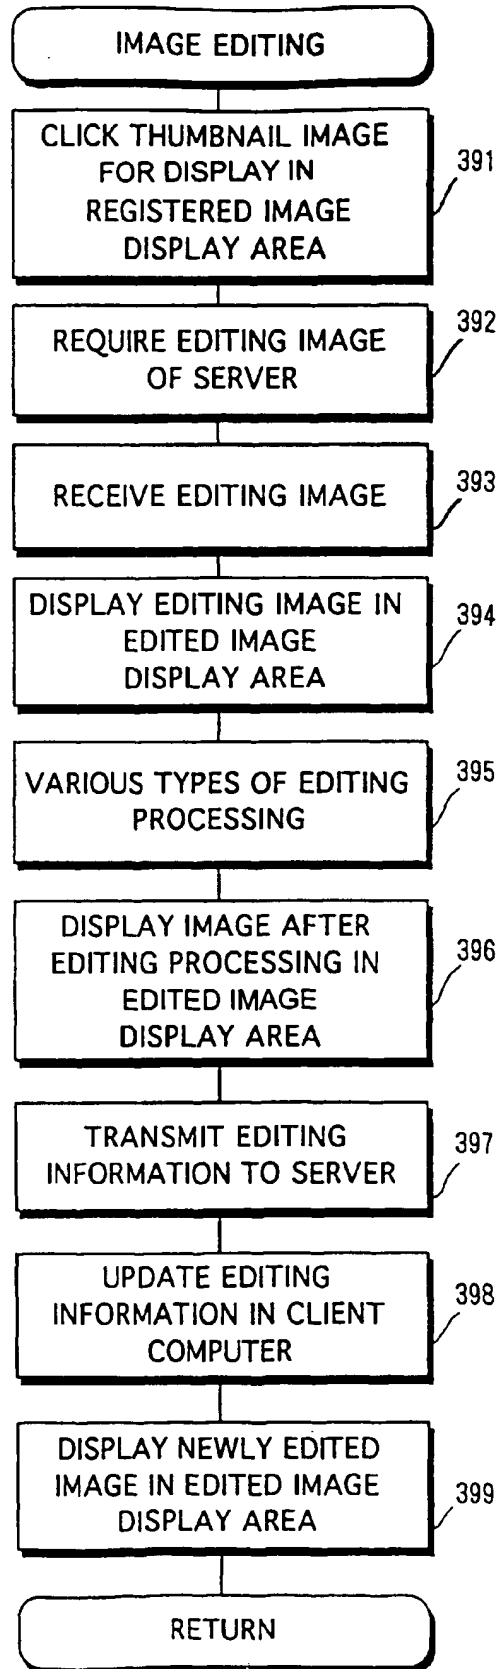 IMAGE EDITING
CLICK THUMBNAIL IMAGE
FOR DISPLAY IN
REGISTERED IMAGE
DISPLAY AREA
391
REQUIRE EDITING IMAGE
OF SERVER
392
RECEIVE EDITING IMAGE
393
DISPLAY EDITING IMAGE IN
EDITED IMAGE
DISPLAY AREA
394
VARIOUS TYPES OF EDITING
PROCESSING
395
DISPLAY IMAGE AFTER
EDITING PROCESSING IN
EDITED IMAGE
DISPLAY AREA
396
TRANSMIT EDITING
INFORMATION TO SERVER
397
UPDATE EDITING
INFORMATION IN CLIENT
COMPUTER
398
DISPLAY NEWLY EDITED
IMAGE IN EDITED IMAGE
DISPLAY AREA
399
RETURN